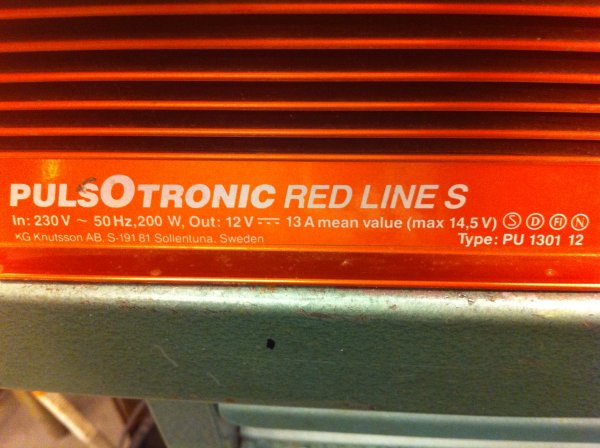 PULSOTRONIC RED LINE S
In: 230 V ~ 50 Hz, 200 W, Out: 12 V ⎓ 13 A mean value (max 14,5 V) Ⓢ Ⓓ FI Ⓝ
KG Knutsson AB, S-191 81 Sollentuna, Sweden Type: PU 1301 12